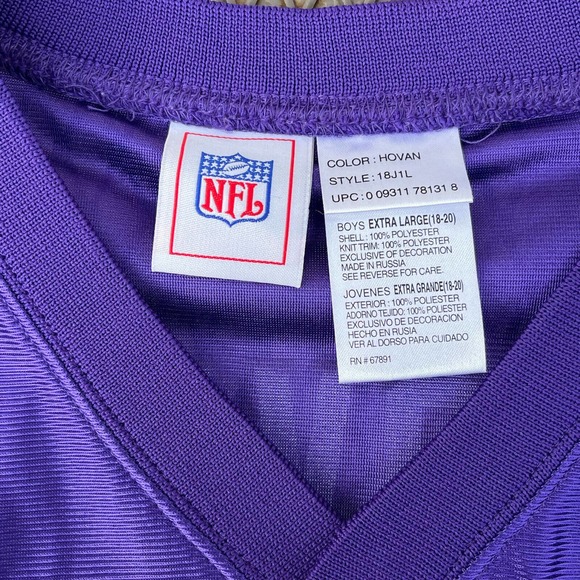 NFL
COLOR : HOVAN
STYLE : 18J1L
UPC : 0 09311 78131 8
BOYS EXTRA LARGE(18-20)
SHELL : 100% POLYESTER
KNIT TRIM: 100% POLYESTER
EXCLUSIVE OF DECORATION
MADE IN RUSSIA
SEE REVERSE FOR CARE.
JOVENES EXTRA GRANDE(18-20)
EXTERIOR : 100% POLIESTER
ADORNO TEJIDO: 100% POLIESTER
EXCLUSIVO DE DECORACION
HECHO EN RUSIA
VER AL DORSO PARA CUIDADO
RN # 67891